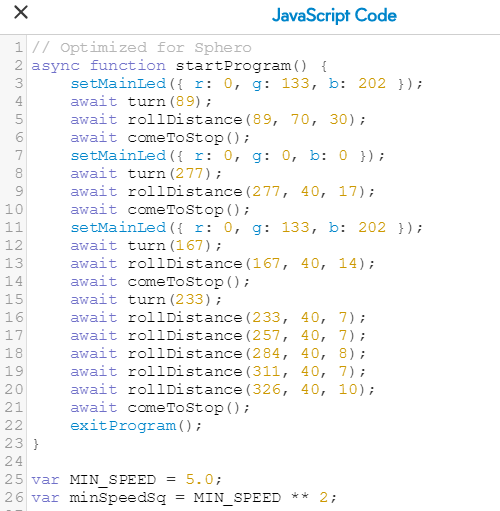 JavaScript Code
1 // Optimized for Sphero
2 async function startProgram() {
3 setMainLed({ r: 0, g: 133, b: 202 });
4 await turn(89);
5 await rollDistance(89, 70, 30);
6 await comeToStop();
7 setMainLed({ r: 0, g: 0, b: 0 });
8 await turn(277);
9 await rollDistance(277, 40, 17);
10 await comeToStop();
11 setMainLed({ r: 0, g: 133, b: 202 });
12 await turn(167);
13 await rollDistance(167, 40, 14);
14 await comeToStop();
15 await turn(233);
16 await rollDistance(233, 40, 7);
17 await rollDistance(257, 40, 7);
18 await rollDistance(284, 40, 8);
19 await rollDistance(311, 40, 7);
20 await rollDistance(326, 40, 10);
21 await comeToStop();
22 exitProgram();
23 }
24
25 var MIN_SPEED = 5.0;
26 var minSpeedSq = MIN_SPEED ** 2;